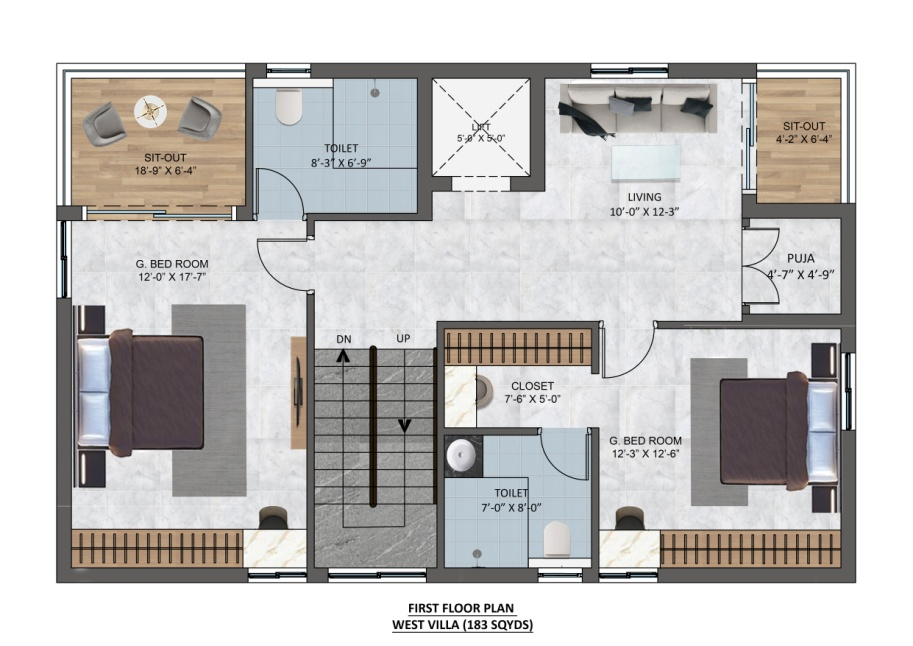 SIT-OUT
18'-9" X 6'-4"
TOILET
8'-3"X 6'-9"
LIFT
5'-0" X 5'-0"
SIT-OUT
4'-2" X 6'-4"
LIVING
10'-0" X 12-3"
G. BED ROOM
12'-0" X 17'-7"
PUJA
4'-7" X 4'-9"
DN
UP
CLOSET
7'-6" X 5'-0"
G. BED ROOM
12'-3" X 12'-6"
TOILET
7'-0" X 8'-0"
FIRST FLOOR PLAN
WEST VILLA (183 SQYDS)